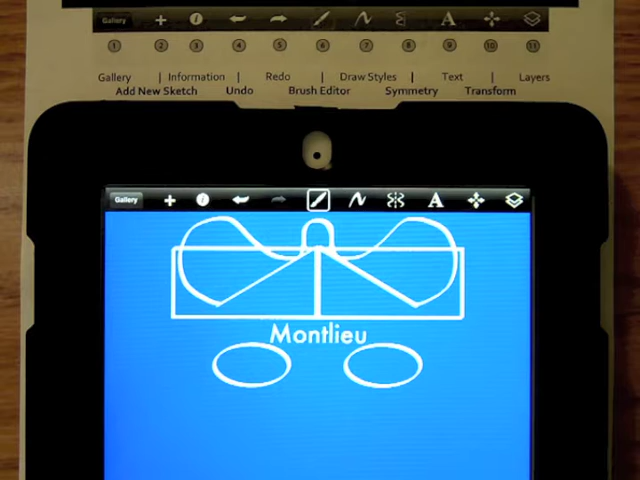 Gallery
1 2 3 4 5 6 7 8 9 10 11
Gallery | Information | Redo | Draw Styles | Text | Layers
Add New Sketch Undo Brush Editor Symmetry Transform
Gallery
Montlieu